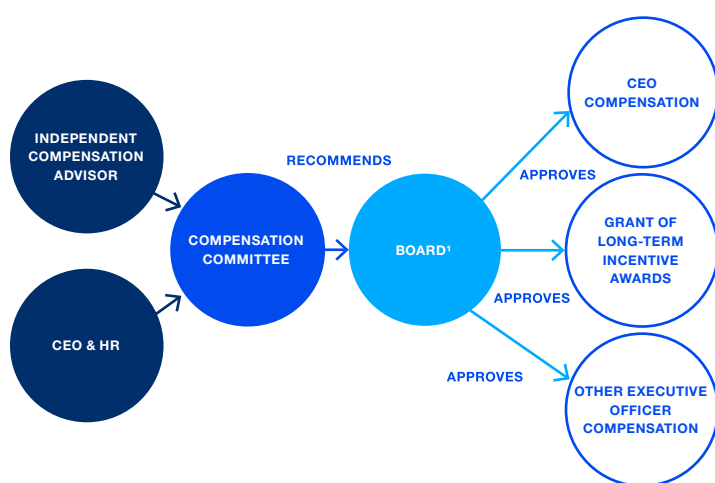 INDEPENDENT
COMPENSATION
ADVISOR
CEO & HR
COMPENSATION
COMMITTEE
RECOMMENDS
BOARD¹
APPROVES
CEO
COMPENSATION
APPROVES
GRANT OF
LONG-TERM
INCENTIVE
AWARDS
APPROVES
OTHER EXECUTIVE
OFFICER
COMPENSATION